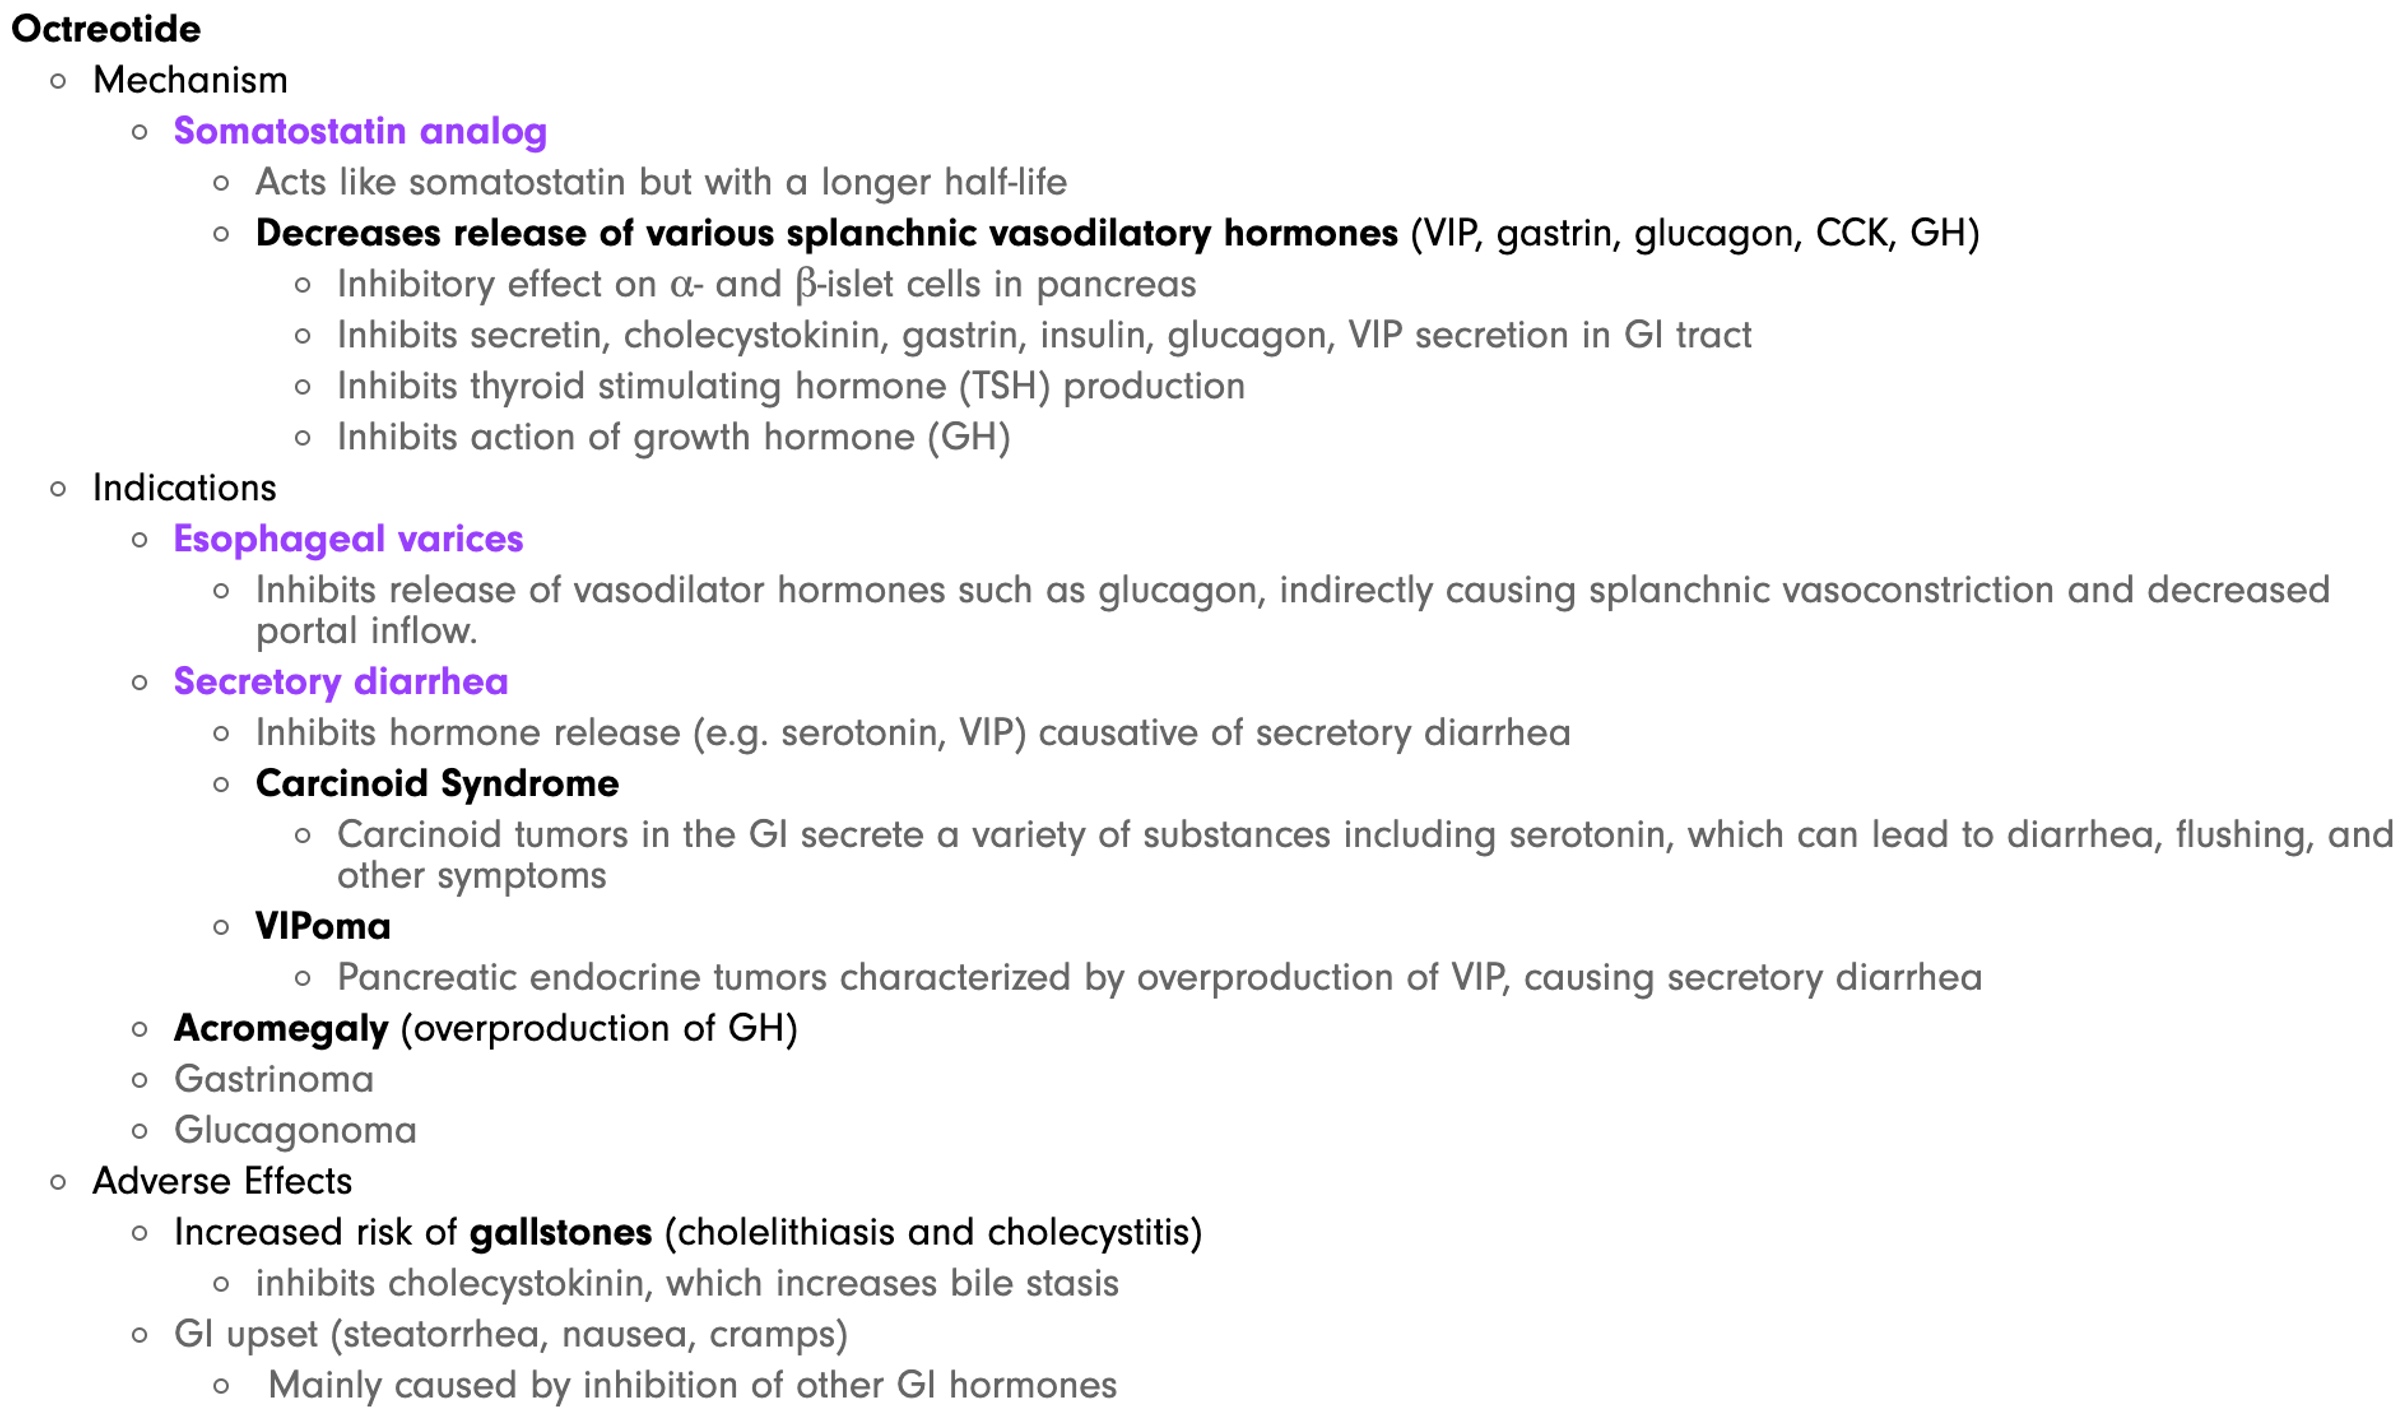 Octreotide
Mechanism
Somatostatin analog
Acts like somatostatin but with a longer half-life
Decreases release of various splanchnic vasodilatory hormones (VIP, gastrin, glucagon, CCK, GH)
Inhibitory effect on α- and β-islet cells in pancreas
Inhibits secretin, cholecystokinin, gastrin, insulin, glucagon, VIP secretion in GI tract
Inhibits thyroid stimulating hormone (TSH) production
Inhibits action of growth hormone (GH)
Indications
Esophageal varices
Inhibits release of vasodilator hormones such as glucagon, indirectly causing splanchnic vasoconstriction and decreased
portal inflow.
Secretory diarrhea
Inhibits hormone release (e.g. serotonin, VIP) causative of secretory diarrhea
Carcinoid Syndrome
Carcinoid tumors in the GI secrete a variety of substances including serotonin, which can lead to diarrhea, flushing, and
other symptoms
VIPoma
Pancreatic endocrine tumors characterized by overproduction of VIP, causing secretory diarrhea
Acromegaly (overproduction of GH)
Gastrinoma
Glucagonoma
Adverse Effects
Increased risk of gallstones (cholelithiasis and cholecystitis)
inhibits cholecystokinin, which increases bile stasis
GI upset (steatorrhea, nausea, cramps)
Mainly caused by inhibition of other GI hormones